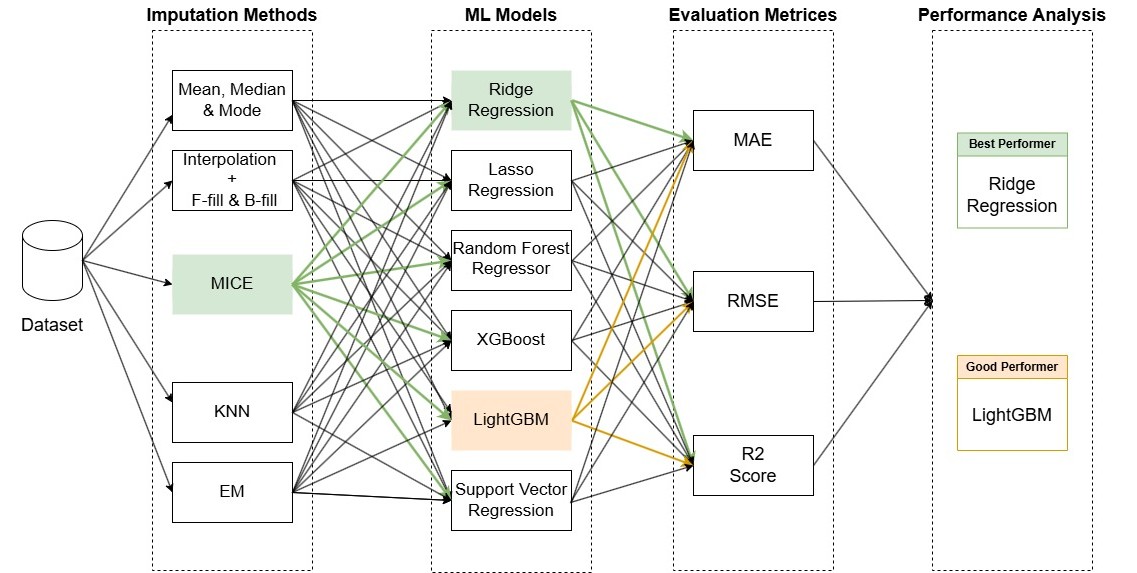 Imputation Methods
ML Models
Evaluation Metrices
Performance Analysis
Dataset
Mean, Median
& Mode
Interpolation
+
F-fill & B-fill
MICE
KNN
EM
Ridge
Regression
Lasso
Regression
Random Forest
Regressor
XGBoost
LightGBM
Support Vector
Regression
MAE
RMSE
R2
Score
Best Performer
Ridge
Regression
Good Performer
LightGBM